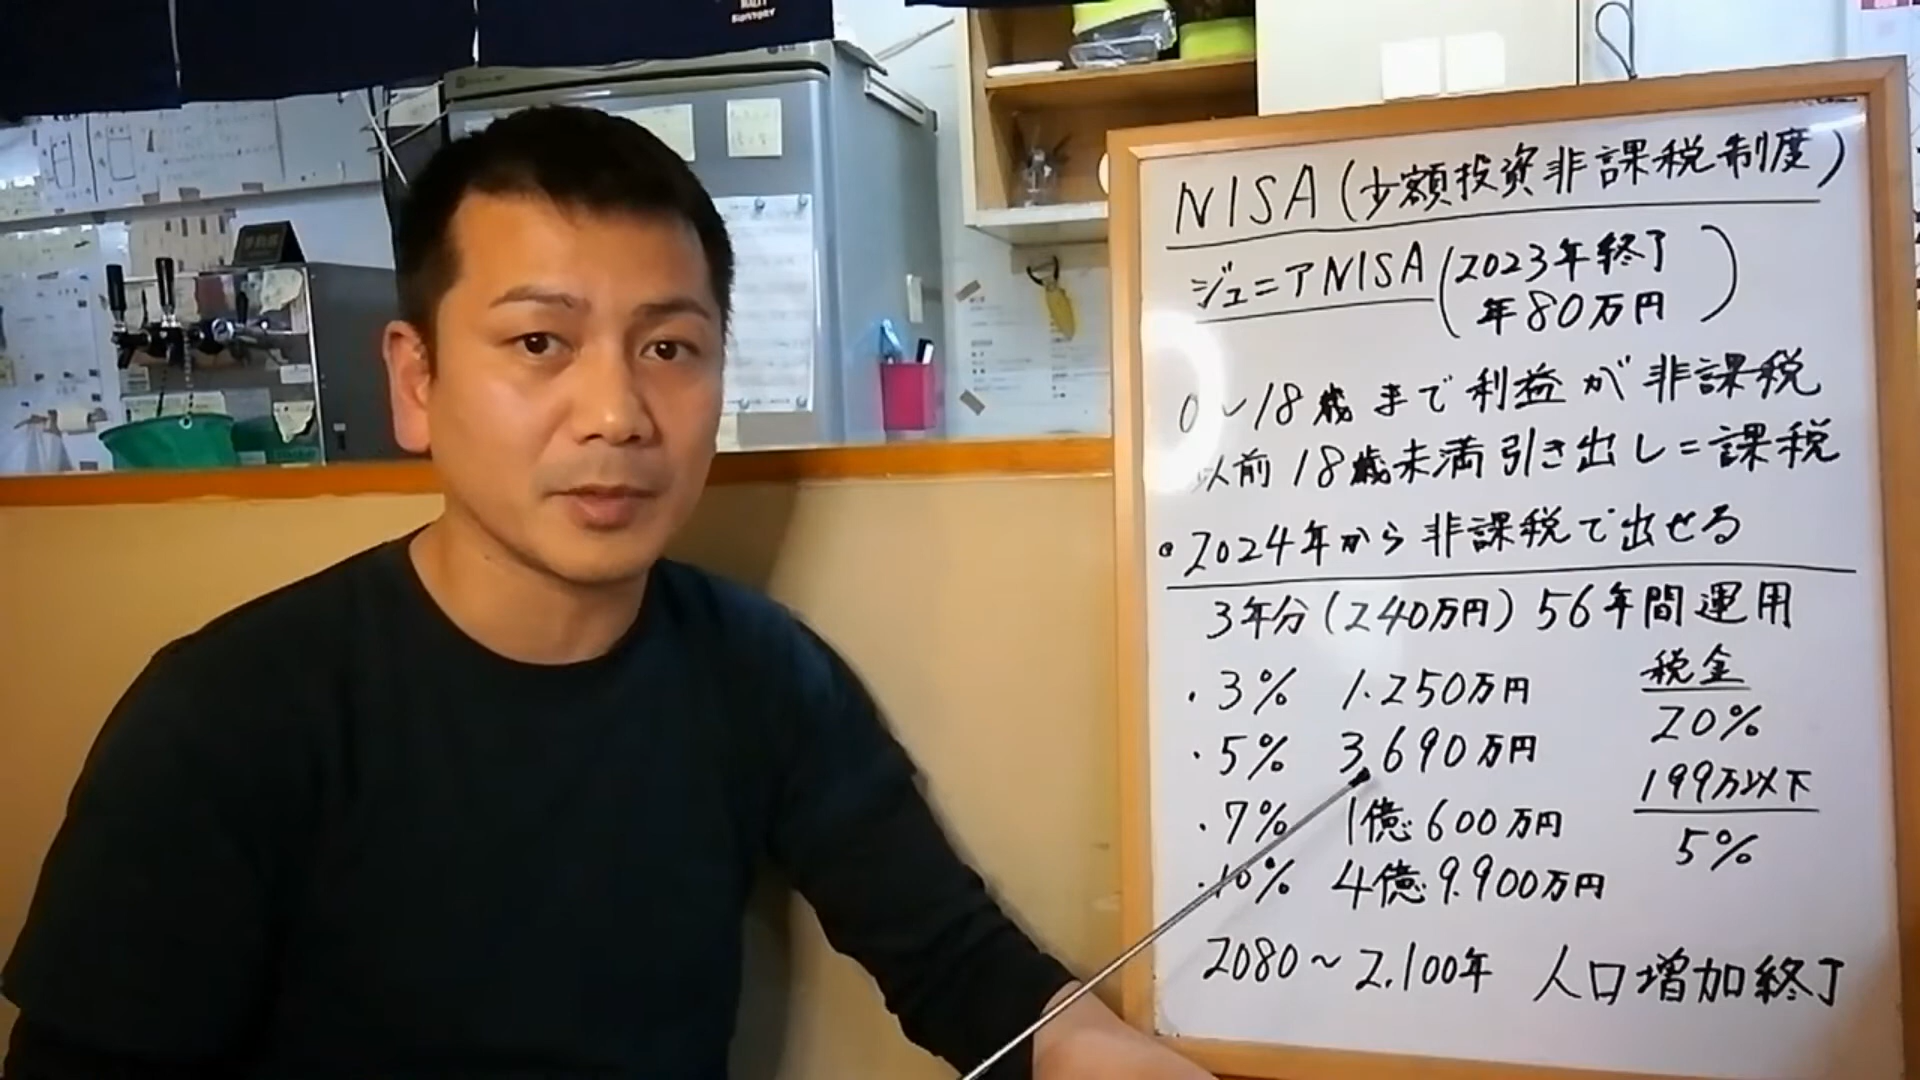 SUNTORY
NISA(少額投資非課税制度)
ジュニアNISA(2023年終了
年80万円)
0~18歳まで利益が非課税
以前18歳未満引き出し=課税
•2024年から非課税で出せる
3年分(240万円)56年間運用
・3% 1.250万円
・5% 3,690万円
・7% 1億600万円
・10% 4億9.900万円
税金
20%
199万以下
5%
2080~2,100年 人口増加終了